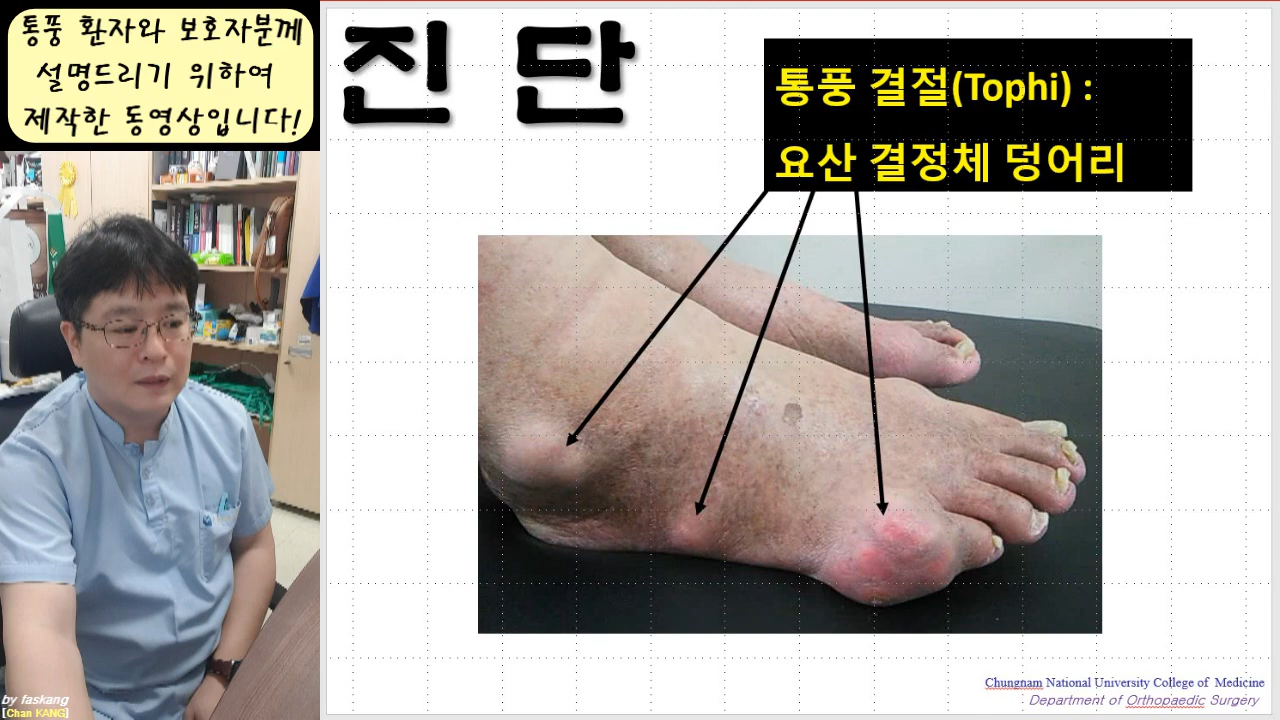 통풍 환자와 보호자분께
설명드리기 위하여
제작한 동영상입니다!
진 단
통풍 결절(Tophi) :
요산 결정체 덩어리
by faskang
[Chan KANG]
Chungnam National University College of Medicine
Department of Orthopaedic Surgery